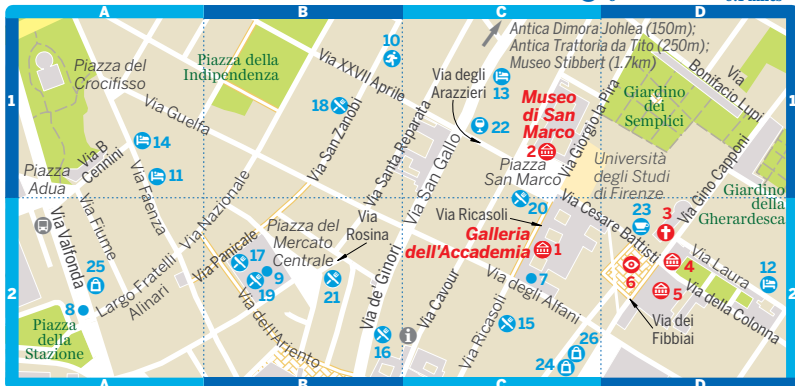 A
B
C
D
1
2
1
2
A
B
C
D
Antica Dimora Johlea (150m);
Antica Trattoria da Tito (250m);
Museo Stibbert (1.7km)
Piazza del
Crocifisso
Piazza della
Indipendenza
10
Via XXVII Aprile
Via degli
Arazzieri
13
Museo
di San
Marco
2
22
Via Giorgio la Pira
Giardino
dei
Semplici
Via
Bonifacio Lupi
Via Guelfa
18
Via San Zanobi
Via Santa Reparata
Via San Gallo
14
11
Via B
Cennini
Piazza
Adua
Via Faenza
Via Fiume
Via Nazionale
Piazza
San Marco
Università
degli Studi
di Firenze
Via Gino Capponi
Giardino
della
Gherardesca
20
Via Ricasoli
Galleria
dell'Accademia
1
Via Cesare Battisti
23
3
4
5
6
Via Laura
12
Via della Colonna
Via dei
Fibbiai
Via Valfonda
25
8
Largo Fratelli
Alinari
Piazza
della
Stazione
Via Panicale
17
9
19
Piazza del
Mercato
Centrale
Via
Rosina
21
Via dell'Ariento
Via de' Ginori
16
i
Via Cavour
Via Ricasoli
7
Via degli Alfani
15
26
24